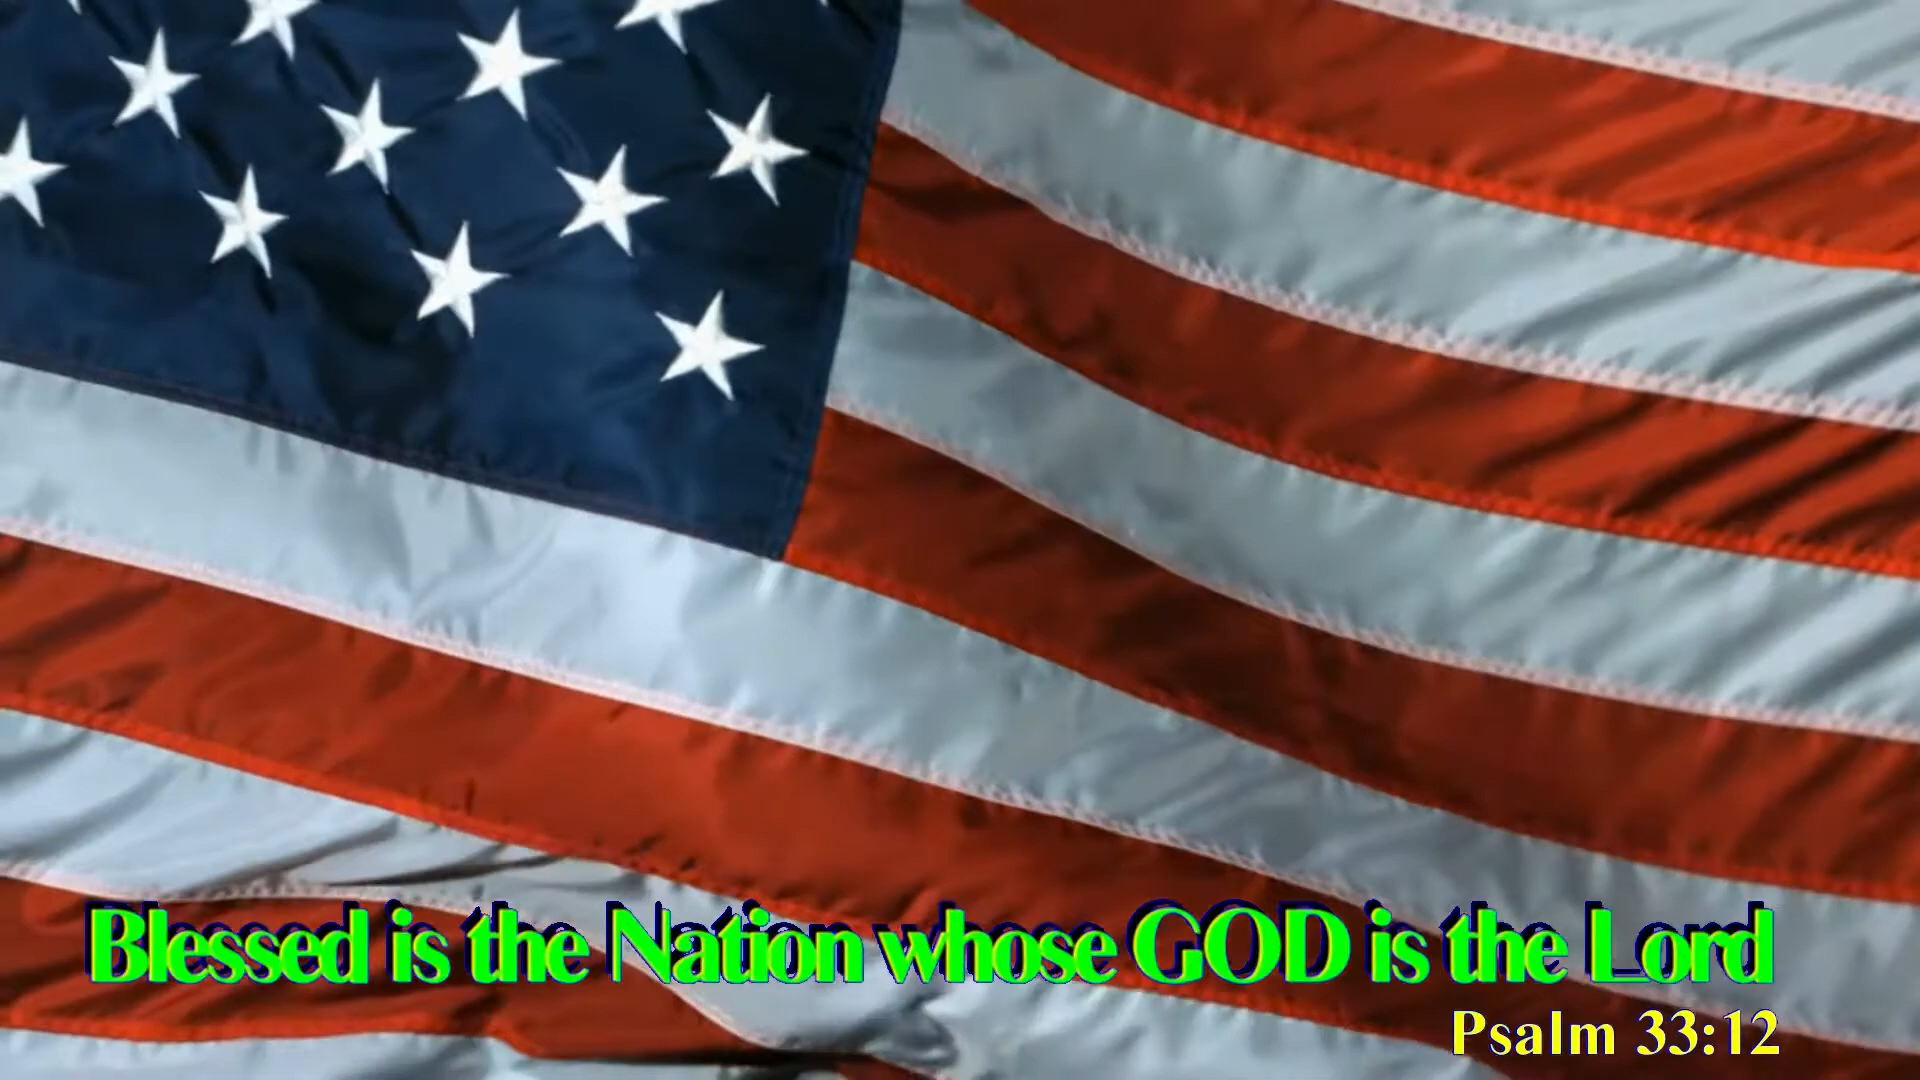 Blessed is the Nation whose GOD is the Lord
Psalm 33:12